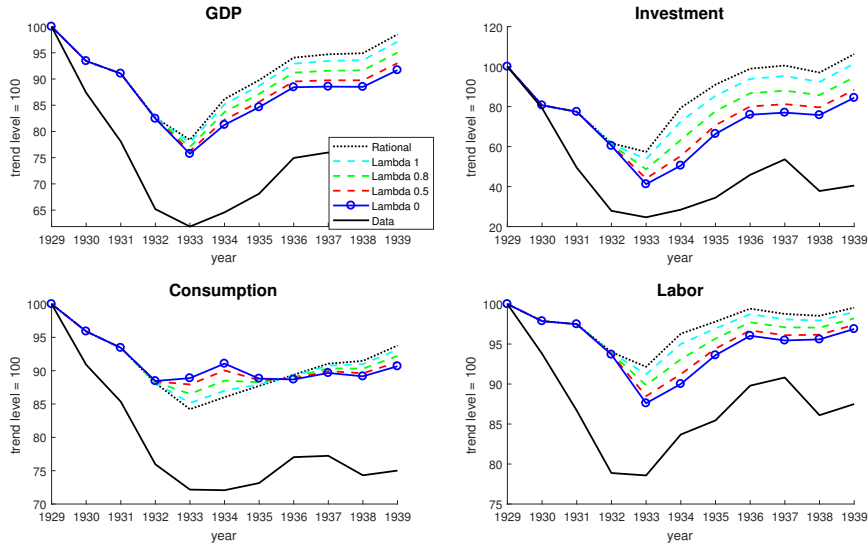 GDP
100
95
90
85
80
75
70
65
trend level = 100
1929 1930 1931 1932 1933 1934 1935 1936 1937 1938 1939
year
Rational
Lambda 1
Lambda 0.8
Lambda 0.5
Lambda 0
Data
Investment
100
80
60
40
20
trend level = 100
1929 1930 1931 1932 1933 1934 1935 1936 1937 1938 1939
year
Consumption
100
95
90
85
80
75
70
trend level = 100
1929 1930 1931 1932 1933 1934 1935 1936 1937 1938 1939
year
Labor
100
95
90
85
80
75
trend level = 100
1929 1930 1931 1932 1933 1934 1935 1936 1937 1938 1939
year